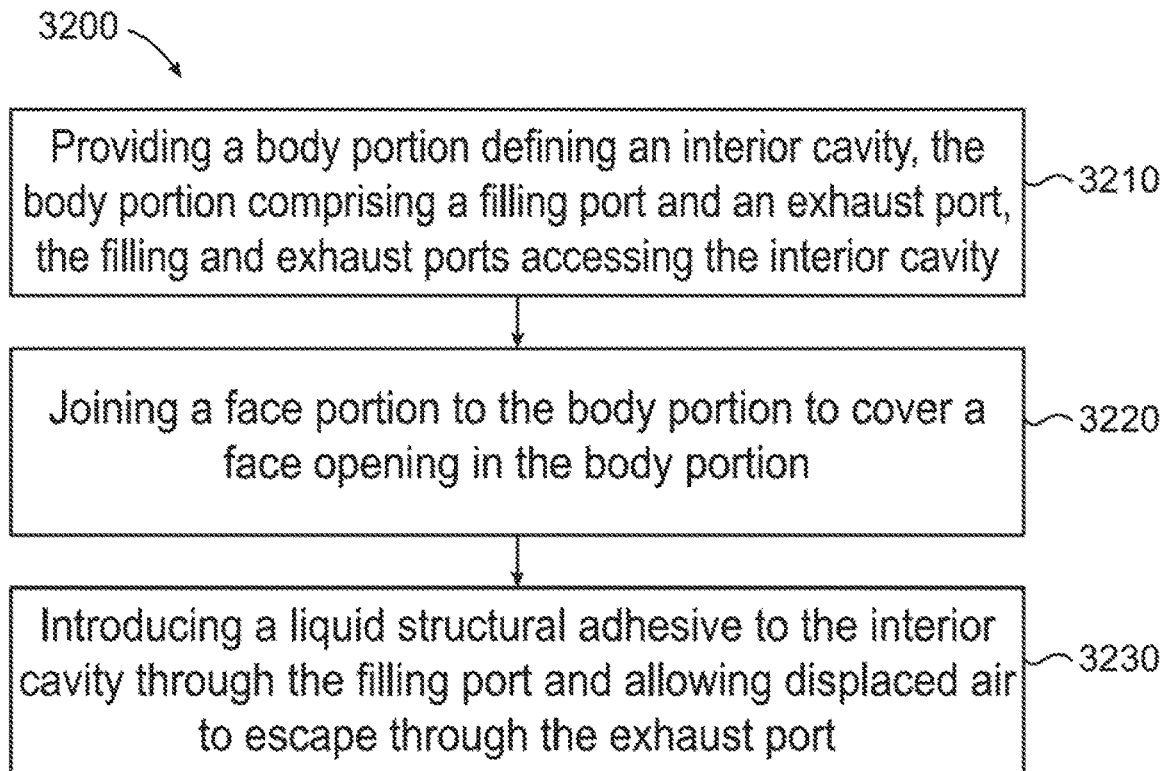 3200
Providing a body portion defining an interior cavity, the
body portion comprising a filling port and an exhaust port,
the filling and exhaust ports accessing the interior cavity
3210
Joining a face portion to the body portion to cover a
face opening in the body portion
3220
Introducing a liquid structural adhesive to the interior
cavity through the filling port and allowing displaced air
to escape through the exhaust port
3230